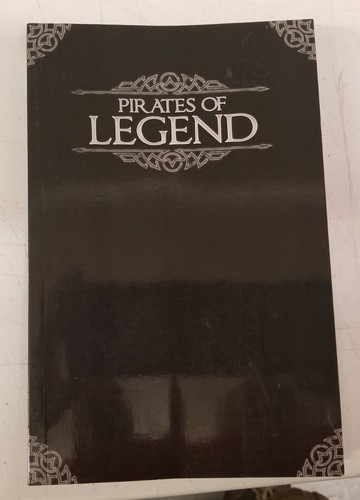 PIRATES OF
LEGEND